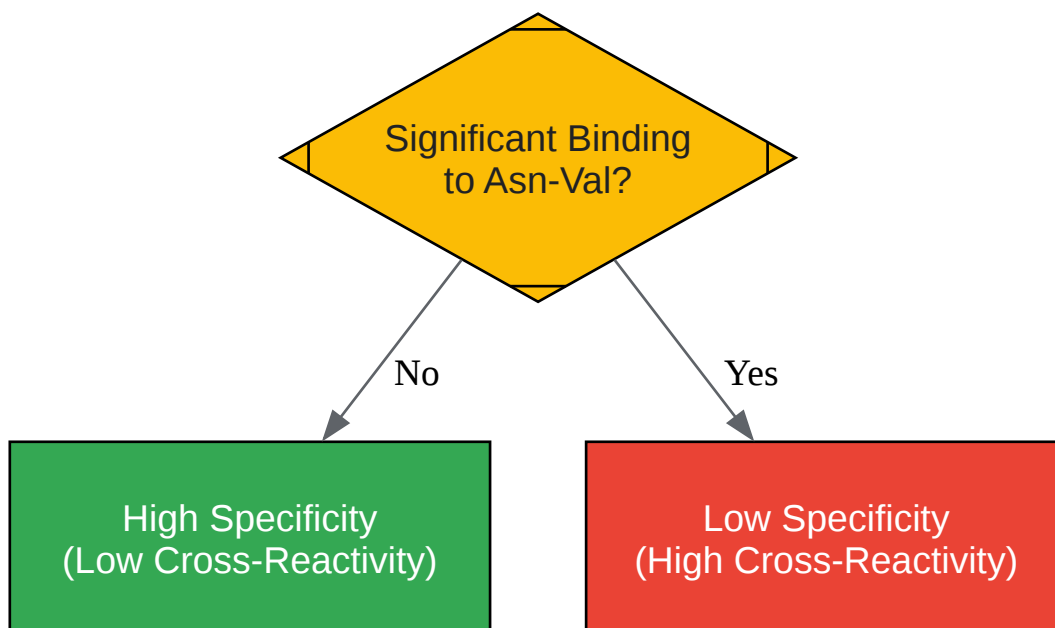 Significant Binding
to Asn-Val?
No
Yes
High Specificity
(Low Cross-Reactivity)
Low Specificity
(High Cross-Reactivity)